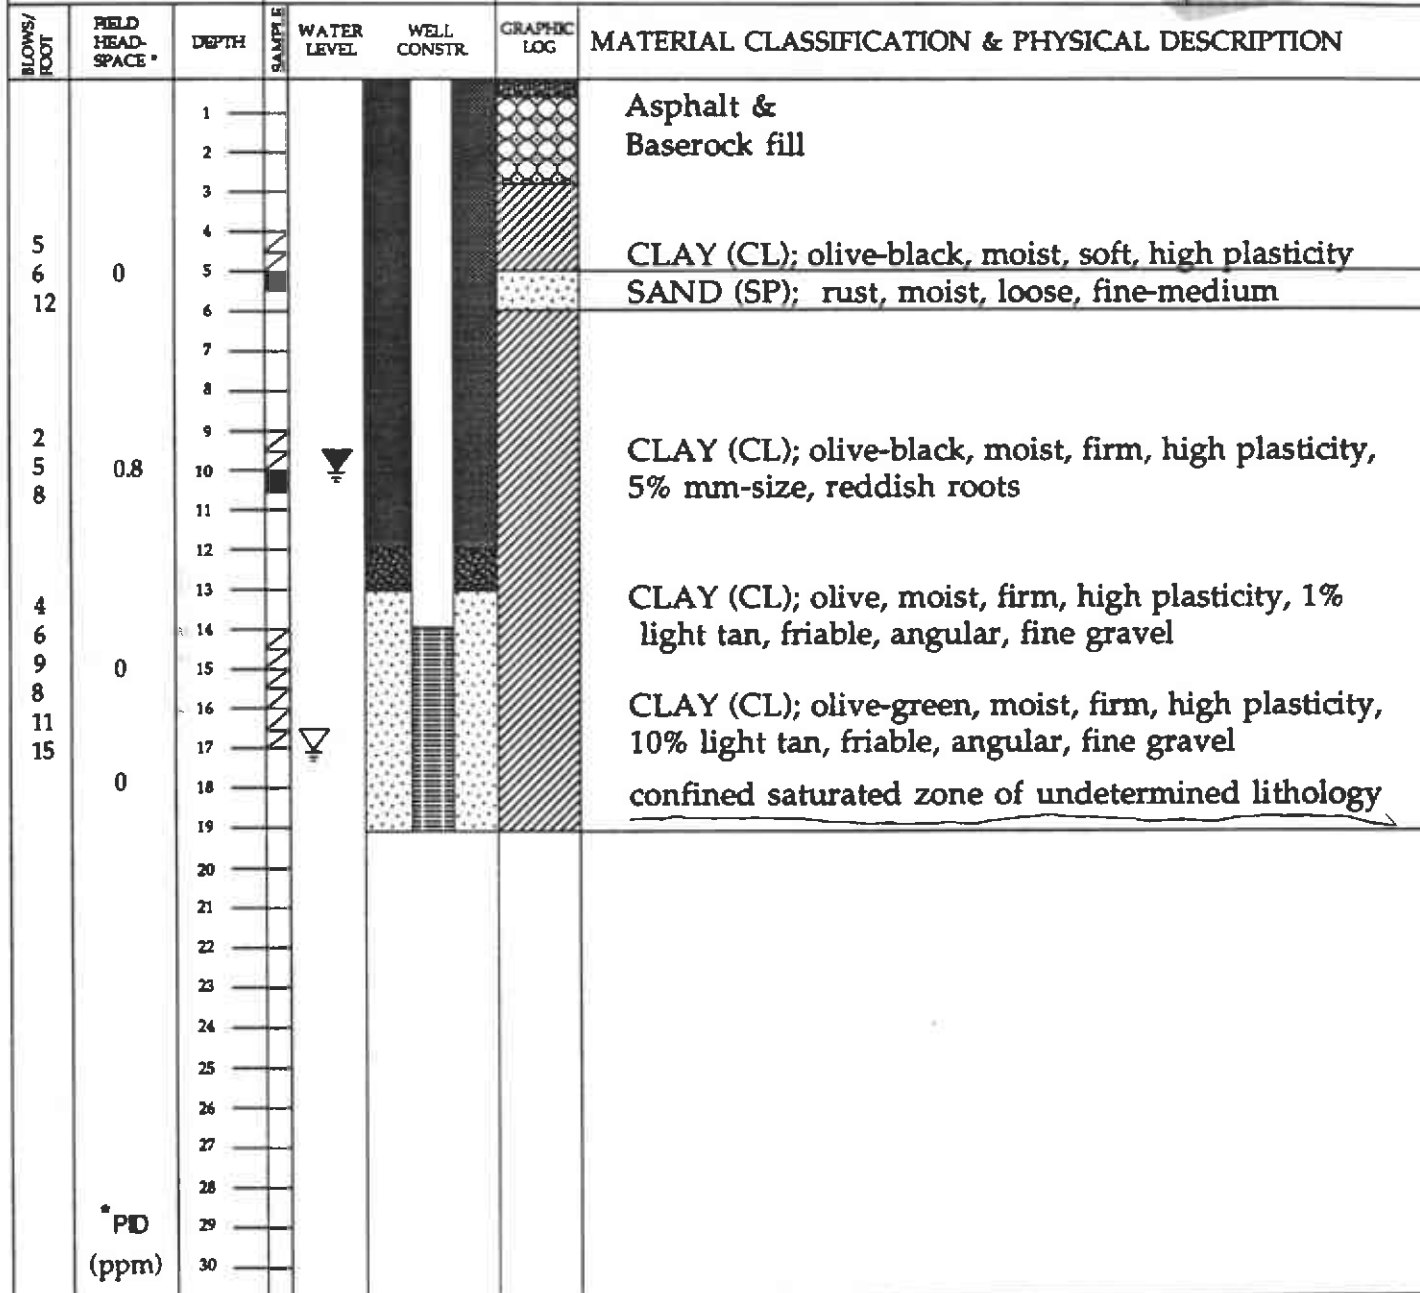 BLOWS/ FOOT
FIELD HEAD- SPACE *
DEPTH
SAMPLE
WATER LEVEL
WELL CONSTR.
GRAPHIC LOG
MATERIAL CLASSIFICATION & PHYSICAL DESCRIPTION
1 Asphalt &
2 Baserock fill
3
4
5 CLAY (CL); olive-black, moist, soft, high plasticity
6 0 5 SAND (SP); rust, moist, loose, fine-medium
12
6
7
8
9
2 CLAY (CL); olive-black, moist, firm, high plasticity,
5 0.8 10 5% mm-size, reddish roots
8
11
12
13
4 CLAY (CL); olive, moist, firm, high plasticity, 1%
6 14 light tan, friable, angular, fine gravel
9 0 15
8 16 CLAY (CL); olive-green, moist, firm, high plasticity,
11 10% light tan, friable, angular, fine gravel
15 17
0 18 confined saturated zone of undetermined lithology
19
20
21
22
23
24
25
26
27
28
*PID 29
(ppm) 30